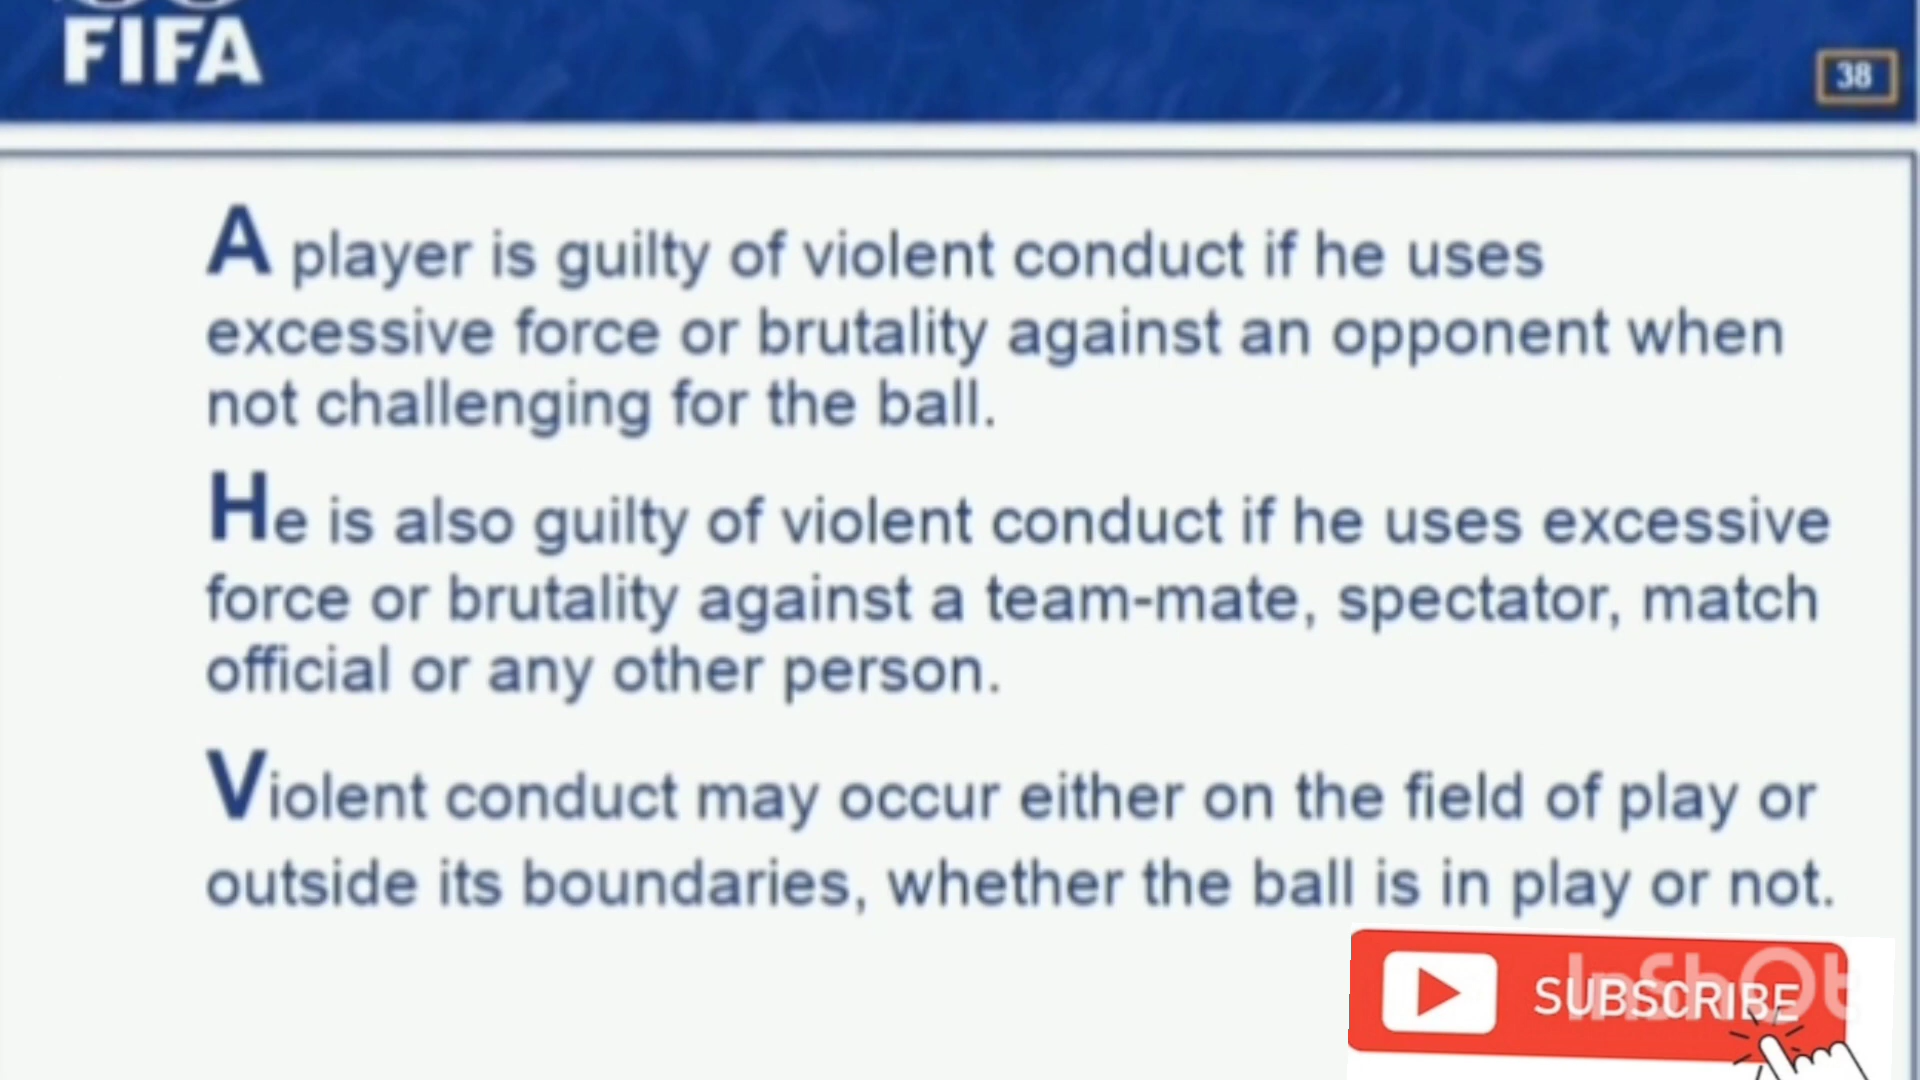 FIFA
38
A player is guilty of violent conduct if he uses
excessive force or brutality against an opponent when
not challenging for the ball.
He is also guilty of violent conduct if he uses excessive
force or brutality against a team-mate, spectator, match
official or any other person.
Violent conduct may occur either on the field of play or
outside its boundaries, whether the ball is in play or not.
SUBSCRIBE
InShOt